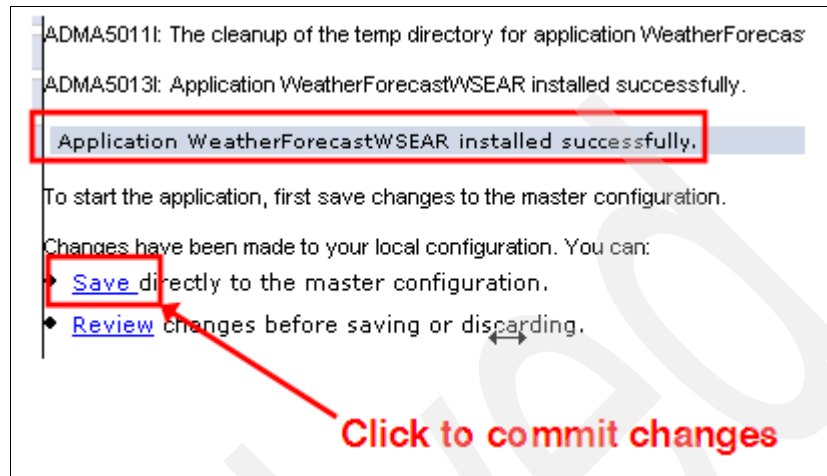 ADMA5011I: The cleanup of the temp directory for application WeatherForecas
ADMA5013I: Application WeatherForecastWSEAR installed successfully.
Application WeatherForecastWSEAR installed successfully.
To start the application, first save changes to the master configuration.
Changes have been made to your local configuration. You can:
Save directly to the master configuration.
Review changes before saving or discarding.
Click to commit changes